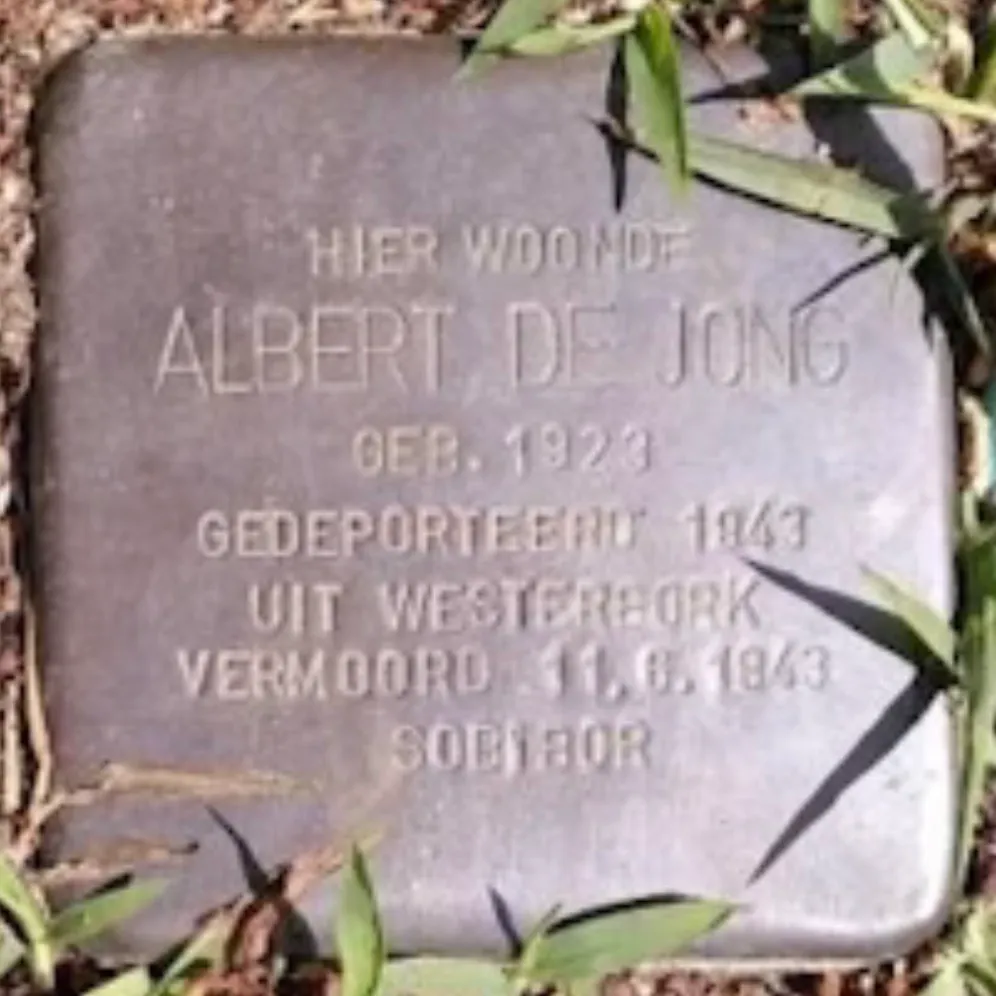 HIER WOONDE
ALBERT DE JONG
GEB. 1923
GEDEPORTEERD 1943
UIT WESTERBORK
VERMOORD 11.6.1943
SOBIBOR